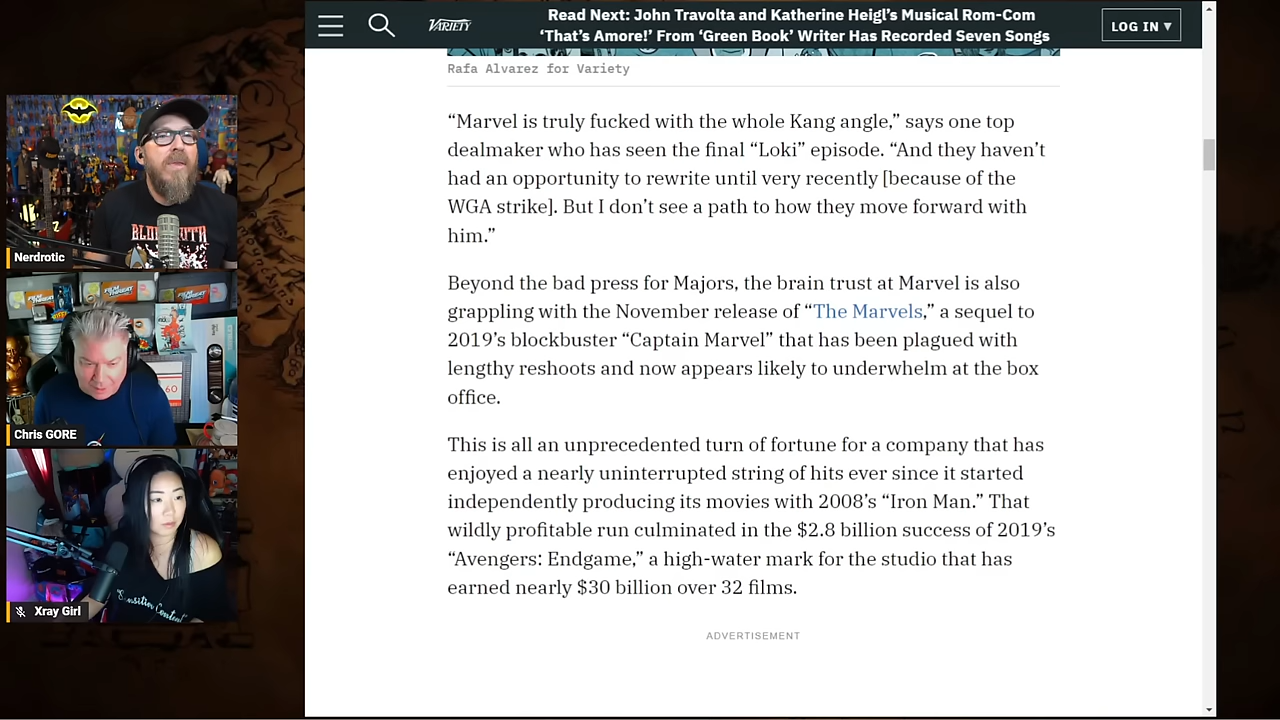 Read Next: John Travolta and Katherine Heigl's Musical Rom-Com
'That's Amore!' From 'Green Book' Writer Has Recorded Seven Songs
VARIETY
LOG IN ▼
Rafa Alvarez for Variety
“Marvel is truly fucked with the whole Kang angle,” says one top
dealmaker who has seen the final “Loki” episode. “And they haven’t
had an opportunity to rewrite until very recently [because of the
WGA strike]. But I don’t see a path to how they move forward with
him.”
Beyond the bad press for Majors, the brain trust at Marvel is also
grappling with the November release of “The Marvels,” a sequel to
2019’s blockbuster “Captain Marvel” that has been plagued with
lengthy reshoots and now appears likely to underwhelm at the box
office.
This is all an unprecedented turn of fortune for a company that has
enjoyed a nearly uninterrupted string of hits ever since it started
independently producing its movies with 2008’s “Iron Man.” That
wildly profitable run culminated in the $2.8 billion success of 2019’s
“Avengers: Endgame,” a high-water mark for the studio that has
earned nearly $30 billion over 32 films.
ADVERTISEMENT
Nerdrotic
Chris GORE
Xray Girl